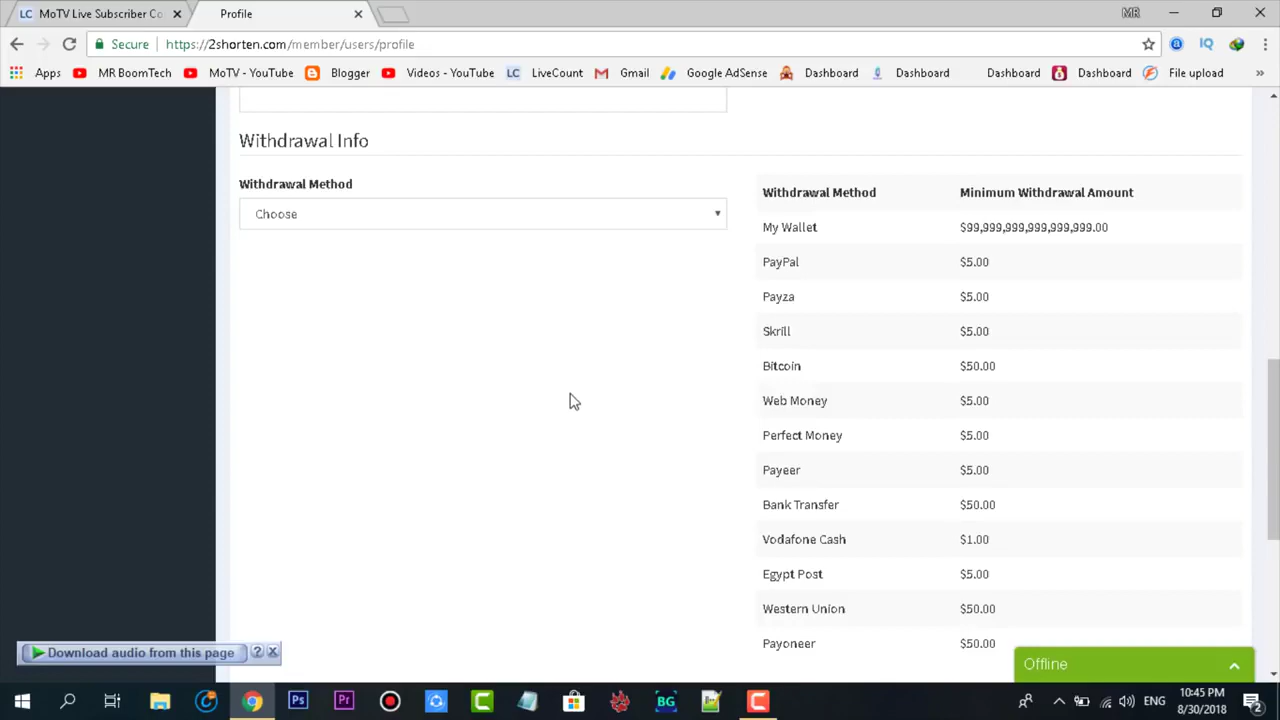 MoTV Live Subscriber Co
Profile
MR
Secure
https://2shorten.com/member/users/profile
Apps
MR BoomTech
MoTV - YouTube
Blogger
Videos - YouTube
LiveCount
Gmail
Google AdSense
Dashboard
Dashboard
Dashboard
Dashboard
File upload
Withdrawal Info
Withdrawal Method
Choose
Withdrawal Method Minimum Withdrawal Amount
My Wallet $99,999,999,999,999,999.00
PayPal $5.00
Payza $5.00
Skrill $5.00
Bitcoin $50.00
Web Money $5.00
Perfect Money $5.00
Payeer $5.00
Bank Transfer $50.00
Vodafone Cash $1.00
Egypt Post $5.00
Western Union $50.00
Payoneer $50.00
Download audio from this page
?
Offline
Ps
Pr
BG
ENG
10:45 PM
8/30/2018
2